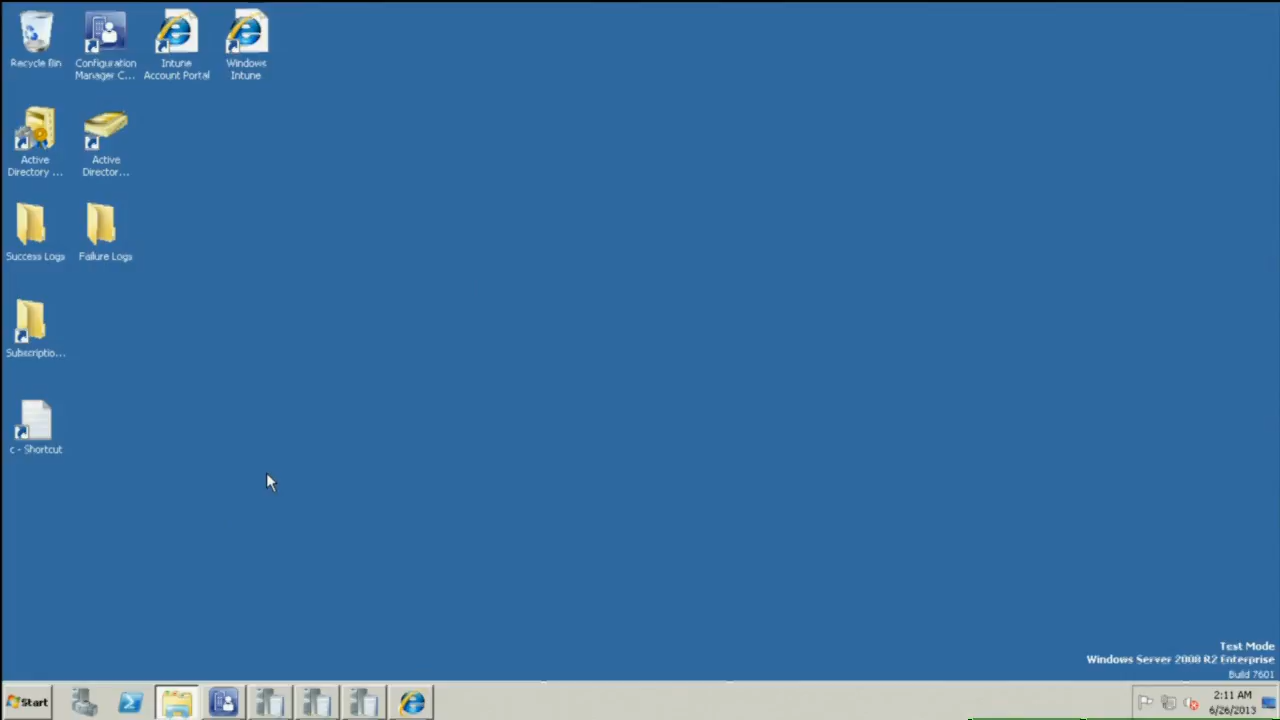 Recycle Bin
Configuration
Manager C...
Intune
Account Portal
Windows
Intune
Active
Directory ...
Active
Director...
Success Logs
Failure Logs
Subscriptio...
c - Shortcut
Test Mode
Windows Server 2008 R2 Enterprise
Build 7601
Start
2:11 AM
6/26/2013